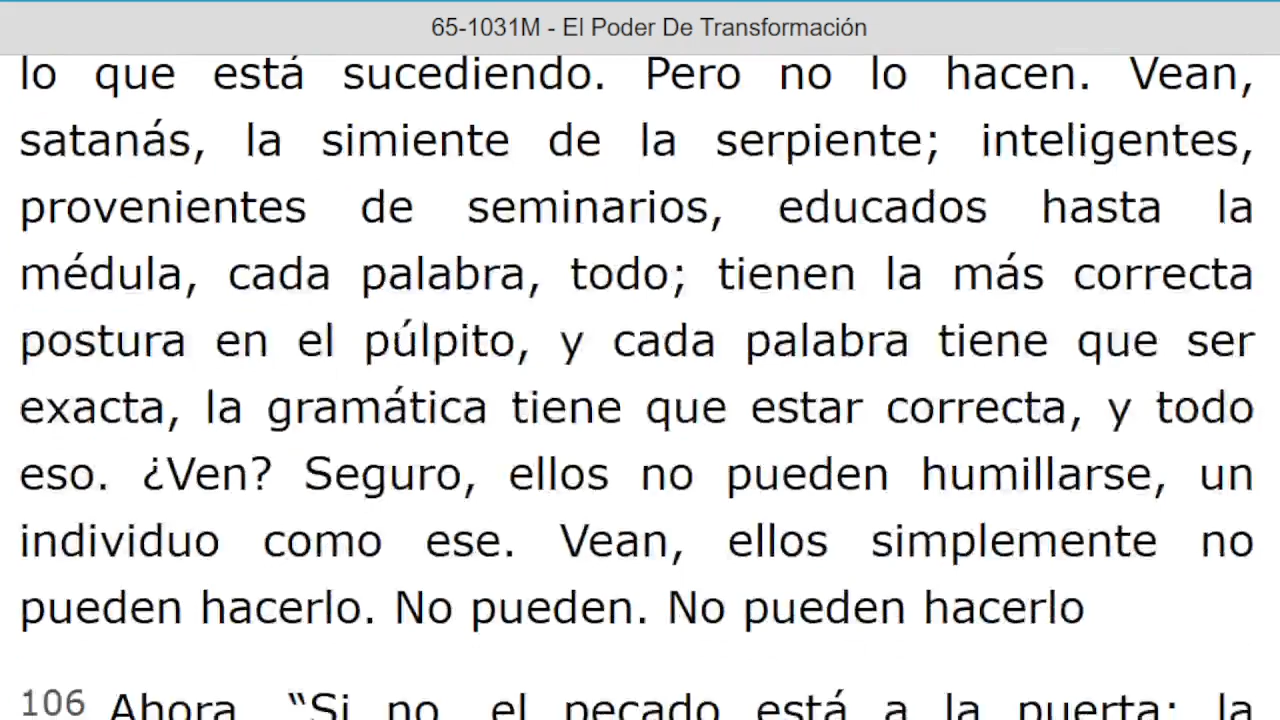 65-1031M - El Poder De Transformación
lo que está sucediendo. Pero no lo hacen. Vean,
satanás, la simiente de la serpiente; inteligentes,
provenientes de seminarios, educados hasta la
médula, cada palabra, todo; tienen la más correcta
postura en el púlpito, y cada palabra tiene que ser
exacta, la gramática tiene que estar correcta, y todo
eso. ¿Ven? Seguro, ellos no pueden humillarse, un
individuo como ese. Vean, ellos simplemente no
pueden hacerlo. No pueden. No pueden hacerlo
106 Ahora, “Si no, el pecado está a la puerta; la